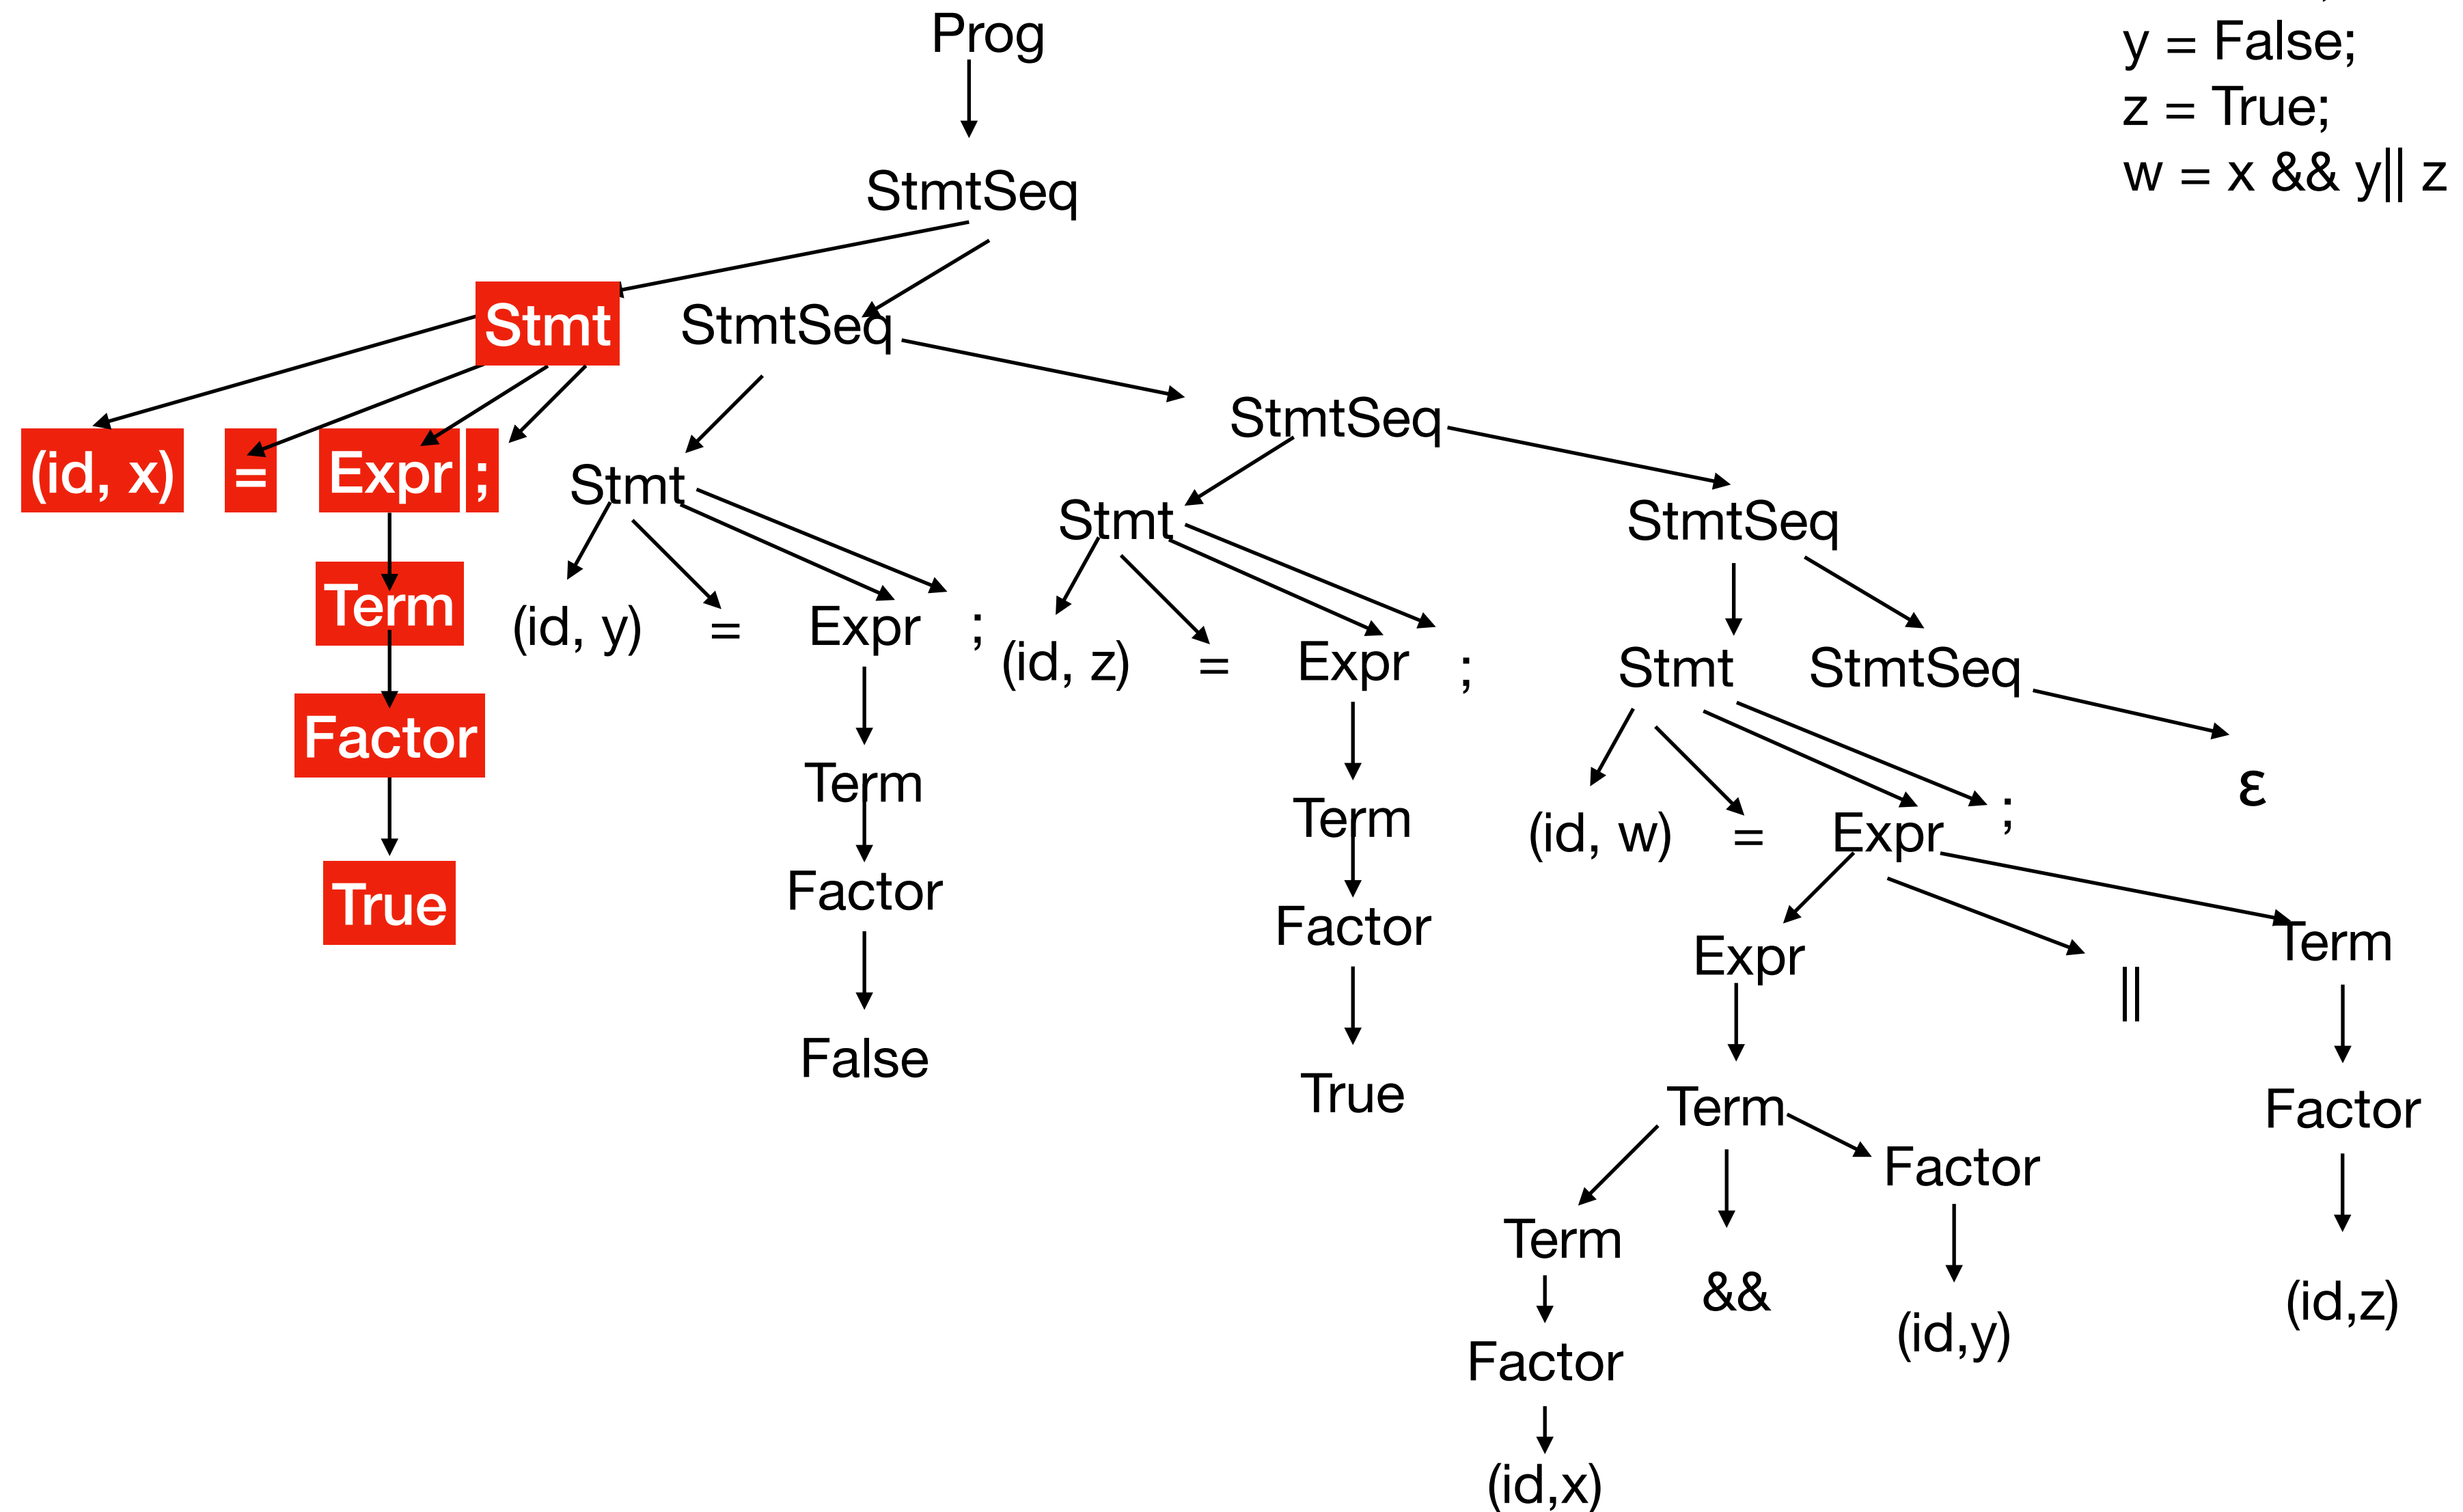 Prog
y = False;
z = True;
w = x && y|| z
StmtSeq
Stmt StmtSeq
StmtSeq
(id, x) = Expr ;
Stmt
Stmt
StmtSeq
Term
(id, y) = Expr ;
(id, z) = Expr ;
Stmt StmtSeq
Factor
Term
Term
(id, w) = Expr ;
ε
True
Factor
Factor
Expr
||
Term
False
True
Term
Factor
Factor
Term
&&
(id,y)
(id,z)
Factor
(id,x)